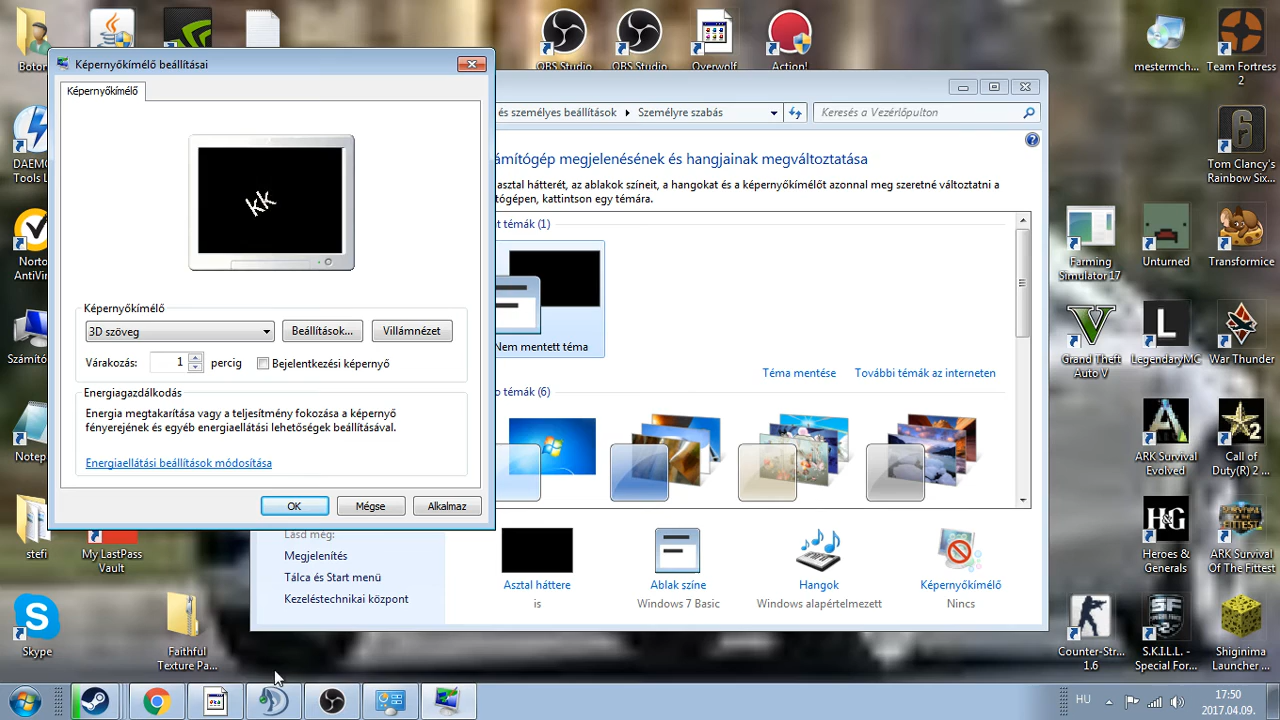 Boton
OBS Studio
OBS Studio
Overwolf
Action!
mestermch...
Team Fortress
2
Képernyőkímélő beállításai
Képernyőkímélő
kk
Képernyőkímélő
3D szöveg
Beállítások...
Villámnézet
Várakozás:
1
percig
Bejelentkezési képernyő
Energiagazdálkodás
Energia megtakarítása vagy a teljesítmény fokozása a képernyő
fényerejének és egyéb energiaellátási lehetőségek beállításával.
Energiaellátási beállítások módosítása
OK
Mégse
Alkalmaz
és személyes beállítások
Személyre szabás
Keresés a Vezérlőpulton
ámítógép megjelenésének és hangjainak megváltoztatása
asztal hátterét, az ablakok színeit, a hangokat és a képernyőkímélőt azonnal meg szeretné változtatni a
tógépen, kattintson egy témára.
t témák (1)
Nem mentett téma
Téma mentése
További témák az interneten
o témák (6)
Lásd még:
Megjelenítés
Tálca és Start menü
Kezeléstechnikai központ
Asztal háttere
is
Ablak színe
Windows 7 Basic
Hangok
Windows alapértelmezett
Képernyőkímélő
Nincs
DAEM
Tools L
Norto
AntiVir
Számíto
Notep
stefi
My LastPass
Vault
Skype
Faithful
Texture Pa...
Tom Clancy's
Rainbow Six...
Farming
Simulator 17
Unturned
Transformice
Grand Theft
Auto V
LegendaryMC
War Thunder
ARK Survival
Evolved
Call of
Duty(R) 2 ...
Heroes &
Generals
ARK Survival
Of The Fittest
Counter-Str...
1.6
S.K.I.L.L. -
Special For...
Shiginima
Launcher ...
HU
17:50
2017.04.09.